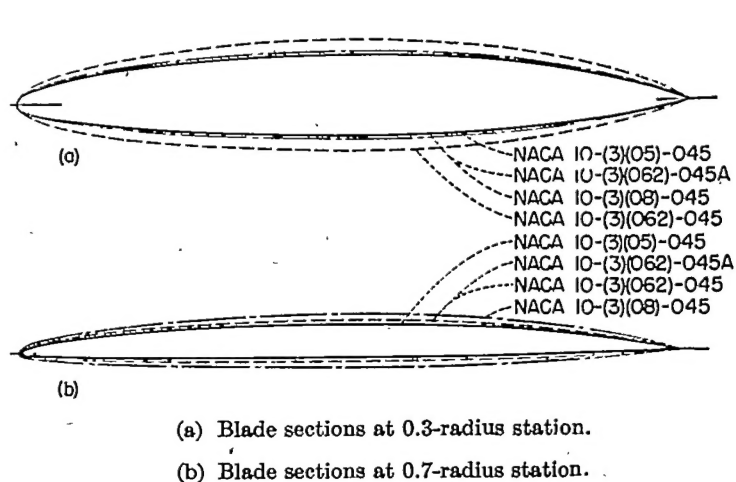 (a)
NACA 10-(3)(05)-045
NACA 10-(3)(062)-045A
NACA 10-(3)(08)-045
NACA 10-(3)(062)-045
NACA 10-(3)(05)-045
NACA 10-(3)(062)-045A
NACA 10-(3)(062)-045
NACA 10-(3)(08)-045
(b)
(a) Blade sections at 0.3-radius station.
(b) Blade sections at 0.7-radius station.